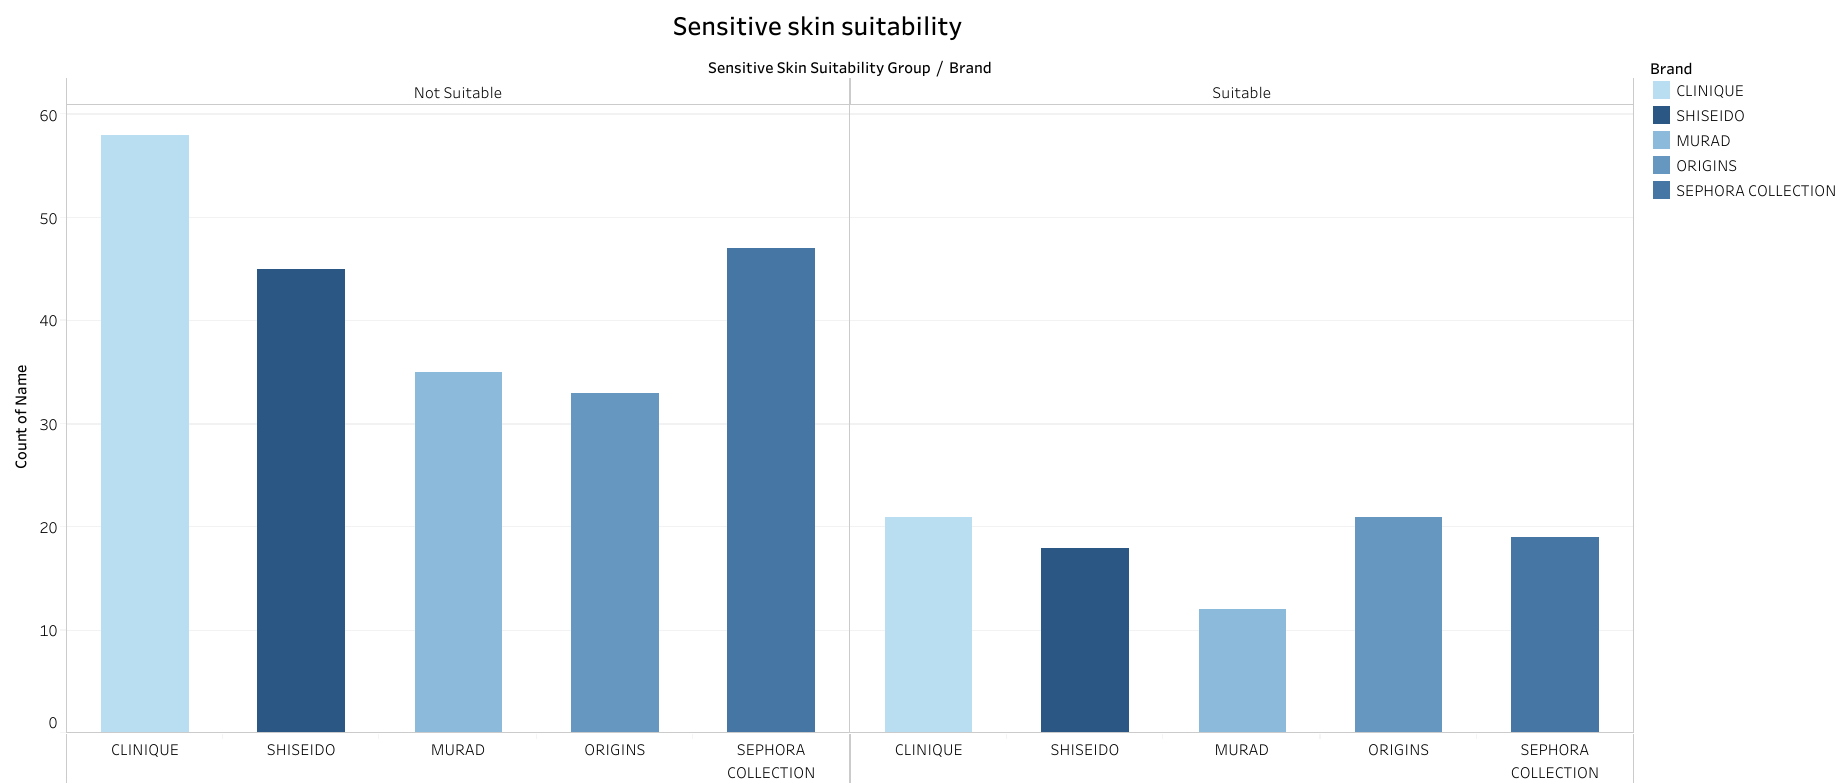 Sensitive skin suitability
Sensitive Skin Suitability Group / Brand
Not Suitable
Suitable
Brand
CLINIQUE
SHISEIDO
MURAD
ORIGINS
SEPHORA COLLECTION
Count of Name
60
50
40
30
20
10
0
CLINIQUE
SHISEIDO
MURAD
ORIGINS
SEPHORA
COLLECTION
CLINIQUE
SHISEIDO
MURAD
ORIGINS
SEPHORA
COLLECTION